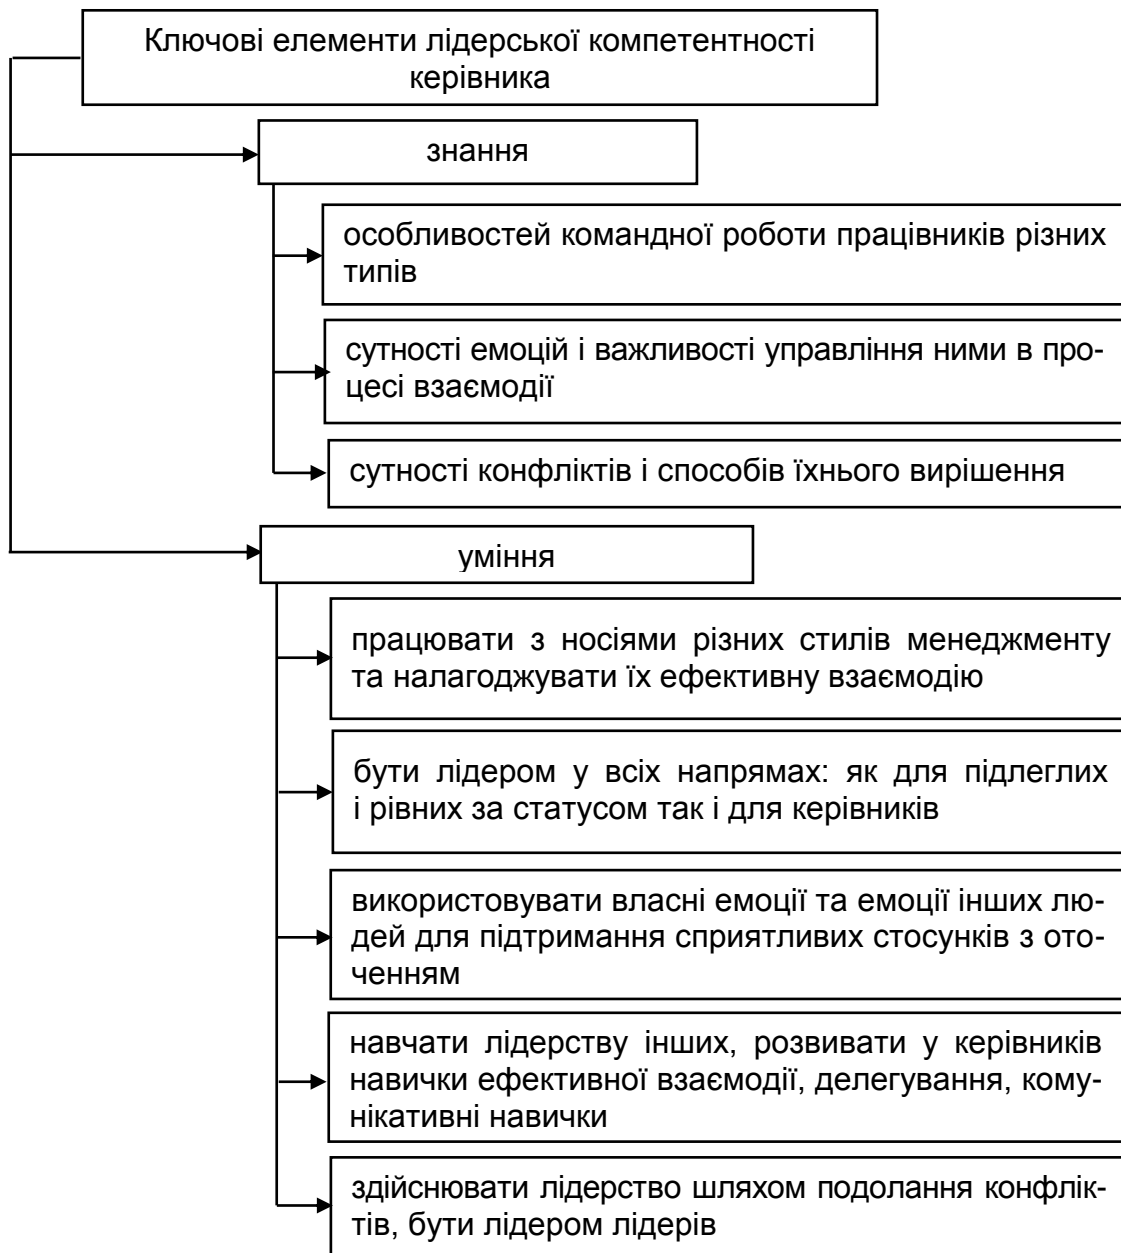 Ключові елементи лідерської компетентності
керівника
знання
особливостей командної роботи працівників різних
типів
сутності емоцій і важливості управління ними в про-
цесі взаємодії
сутності конфліктів і способів їхнього вирішення
уміння
працювати з носіями різних стилів менеджменту
та налагоджувати їх ефективну взаємодію
бути лідером у всіх напрямах: як для підлеглих
і рівних за статусом так і для керівників
використовувати власні емоції та емоції інших лю-
дей для підтримання сприятливих стосунків з ото-
ченням
навчати лідерству інших, розвивати у керівників
навички ефективної взаємодії, делегування, кому-
нікативні навички
здійснювати лідерство шляхом подолання конфлік-
тів, бути лідером лідерів